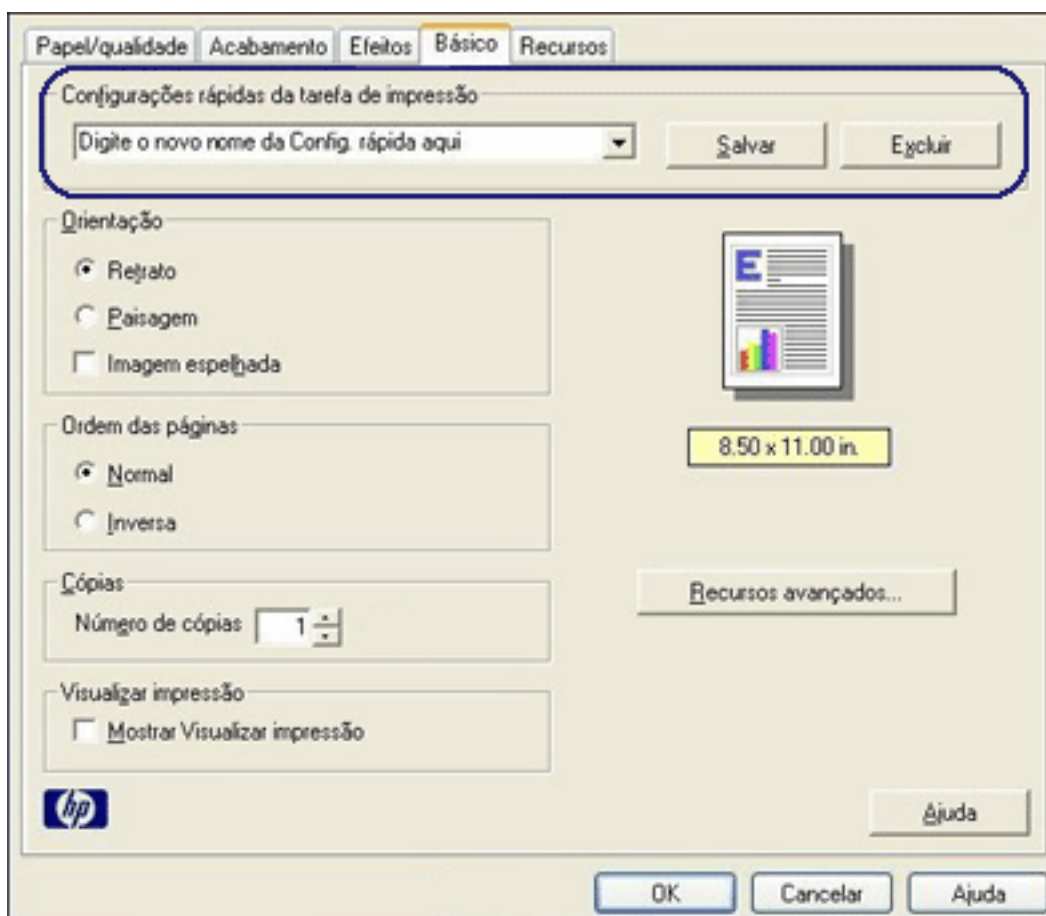 Papel/qualidade Acabamento Efeitos Básico Recursos
Configurações rápidas da tarefa de impressão
Digite o novo nome da Config. rápida aqui Salvar Excluir
Orientação
Retrato
Paisagem
Imagem espelhada
E
8.50 x 11.00 in.
Ordem das páginas
Normal
Inversa
Cópias
Número de cópias 1
Recursos avançados...
Visualizar impressão
Mostrar Visualizar impressão
hp
Ajuda
OK Cancelar Ajuda